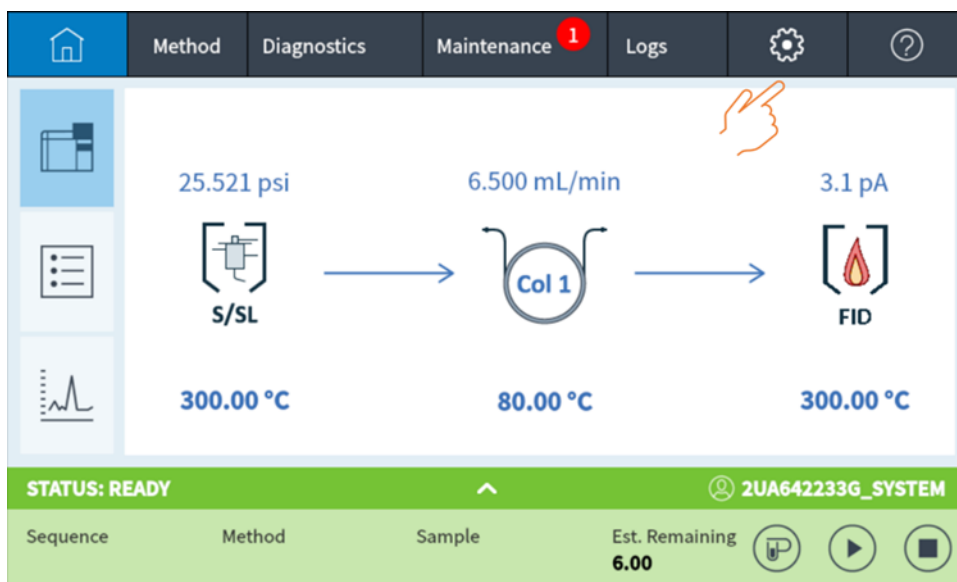 Method
Diagnostics
Maintenance 1
Logs
?
25.521 psi
6.500 mL/min
3.1 pA
S/SL
Col 1
FID
300.00 °C
80.00 °C
300.00 °C
STATUS: READY
2UA642233G_SYSTEM
Sequence
Method
Sample
Est. Remaining
6.00